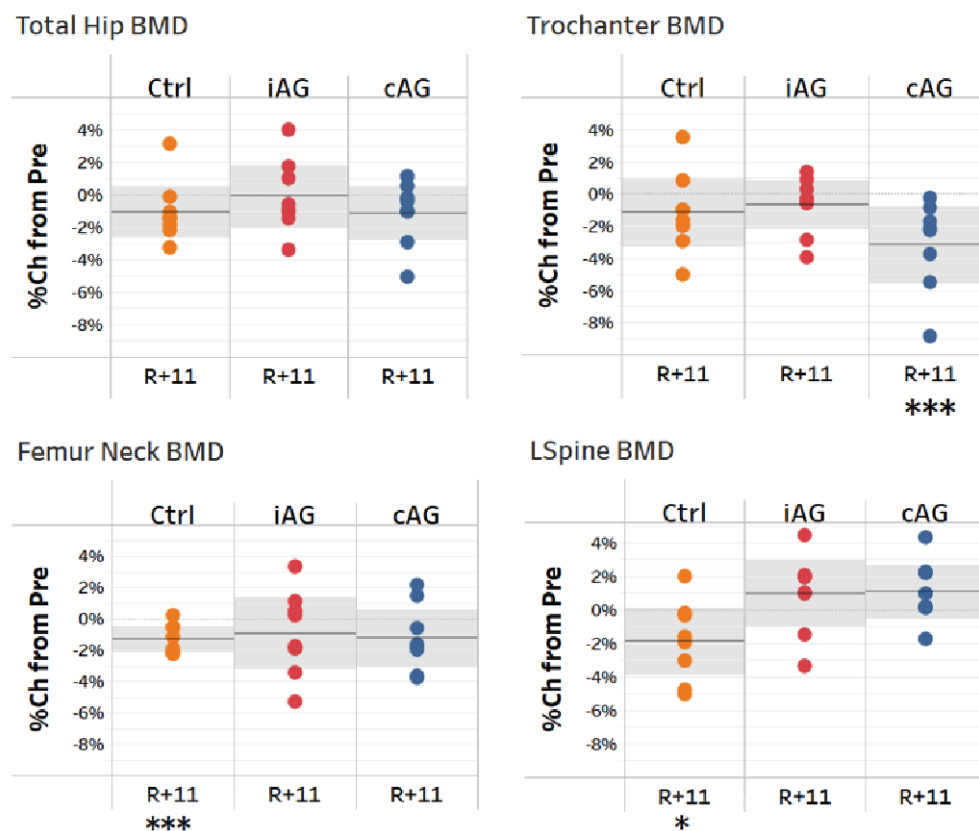 Total Hip BMD
Ctrl iAG cAG
%Ch from Pre
4%
2%
0%
-2%
-4%
-6%
-8%
R+11 R+11 R+11
Trochanter BMD
Ctrl iAG cAG
%Ch from Pre
4%
2%
0%
-2%
-4%
-6%
-8%
R+11 R+11 R+11
***
Femur Neck BMD
Ctrl iAG cAG
%Ch from Pre
4%
2%
0%
-2%
-4%
-6%
-8%
R+11 R+11 R+11
***
LSpine BMD
Ctrl iAG cAG
%Ch from Pre
4%
2%
0%
-2%
-4%
-6%
-8%
R+11 R+11 R+11
*